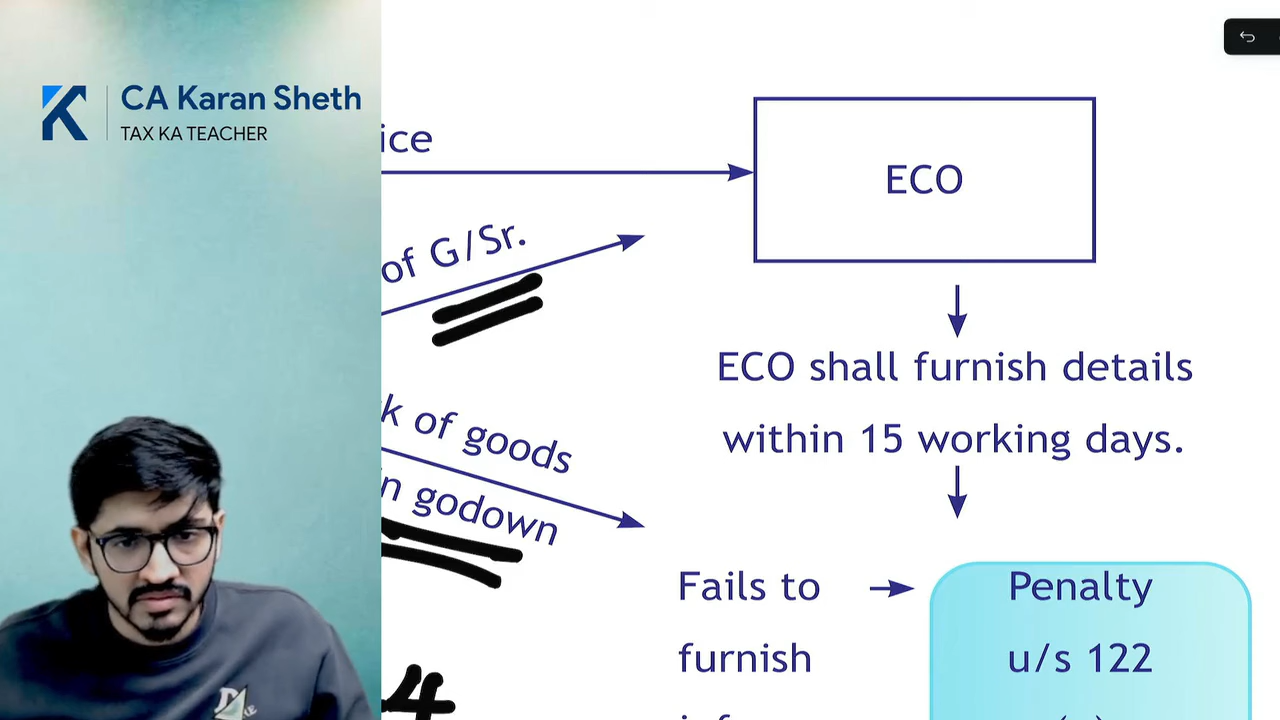 CA Karan Sheth
TAX KA TEACHER
ice
of G/Sr.
k of goods
n godown
4
ECO
ECO shall furnish details
within 15 working days.
Fails to
furnish
Penalty
u/s 122